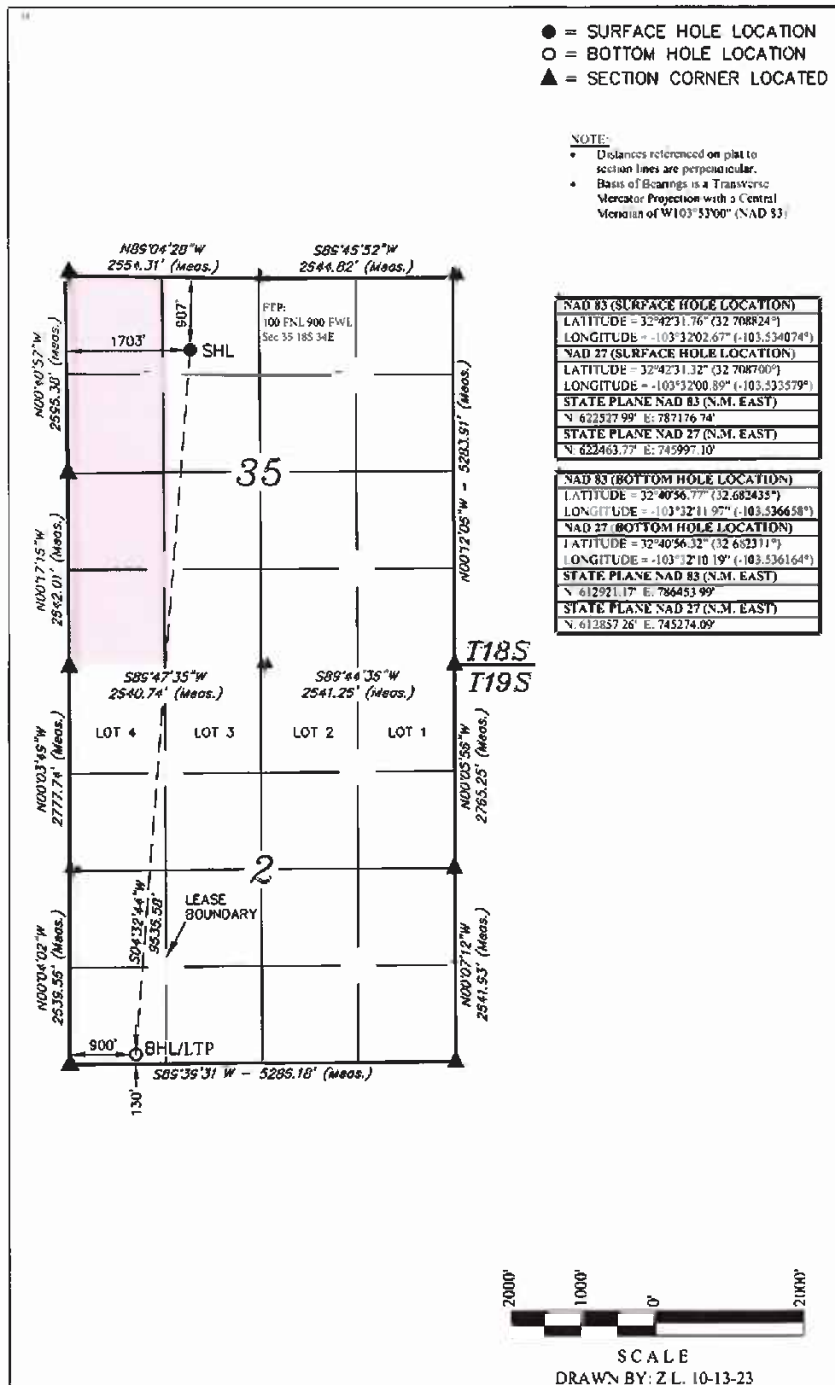 ● = SURFACE HOLE LOCATION
○ = BOTTOM HOLE LOCATION
▲ = SECTION CORNER LOCATED
NOTE:
• Distances referenced on plat to
section lines are perpendicular.
• Basis of Bearings is a Transverse
Mercator Projection with a Central
Meridian of W103°53'00" (NAD 83)
N89°04'28"W
2554.31' (Meas.)
S89°45'52"W
2544.82' (Meas.)
907'
FTP:
100 FNL 900 FWL
Sec 35 18S 34E
1703'
SHL
N00°40'57"W
2595.38' (Meas.)
35
N00°12'05"W - 5283.91' (Meas.)
N00°17'15"W
2642.01' (Meas.)
NAD 83 (SURFACE HOLE LOCATION)
LATITUDE = 32°42'31.76" (32.708824°)
LONGITUDE = -103°32'02.67" (-103.534074°)
NAD 27 (SURFACE HOLE LOCATION)
LATITUDE = 32°42'31.32" (32.708700°)
LONGITUDE = -103°32'00.89" (-103.533579°)
STATE PLANE NAD 83 (N.M. EAST)
N: 622527.99' E: 787176.74'
STATE PLANE NAD 27 (N.M. EAST)
N: 622463.77' E: 745997.10'
NAD 83 (BOTTOM HOLE LOCATION)
LATITUDE = 32°40'56.77" (32.682435°)
LONGITUDE = -103°32'11.97" (-103.536658°)
NAD 27 (BOTTOM HOLE LOCATION)
LATITUDE = 32°40'56.32" (32.682311°)
LONGITUDE = -103°32'10.19" (-103.536164°)
STATE PLANE NAD 83 (N.M. EAST)
N: 612921.17' E: 786453.99'
STATE PLANE NAD 27 (N.M. EAST)
N: 612857.26' E: 745274.09'
T18S
T19S
S89°47'35"W
2540.74' (Meas.)
S89°44'35"W
2541.25' (Meas.)
LOT 4
LOT 3
LOT 2
LOT 1
N00°03'49"W
2777.74' (Meas.)
N00°05'56"W
2765.25' (Meas.)
2
LEASE
BOUNDARY
S04°32'44"W
9635.58'
N00°04'02"W
2639.56' (Meas.)
N00°07'12"W
2641.93' (Meas.)
900'
BHL/LTP
S89°39'31"W - 5286.18' (Meas.)
130'
2000'
1000'
0'
2000'
SCALE
DRAWN BY: Z.L. 10-13-23